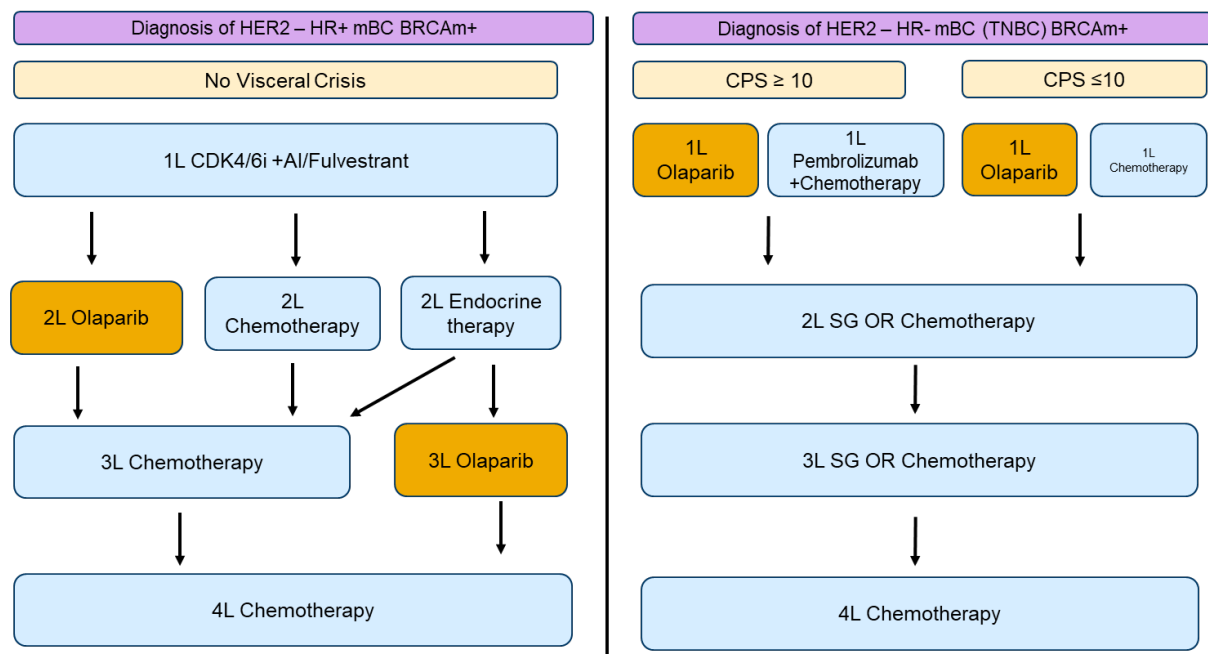 Diagnosis of HER2 – HR+ mBC BRCAm+
No Visceral Crisis
1L CDK4/6i +AI/Fulvestrant
2L Olaparib
2L
Chemotherapy
2L Endocrine
therapy
3L Chemotherapy
3L Olaparib
4L Chemotherapy
Diagnosis of HER2 – HR- mBC (TNBC) BRCAm+
CPS ≥ 10
CPS ≤10
1L
Olaparib
1L
Pembrolizumab
+Chemotherapy
1L
Olaparib
1L
Chemotherapy
2L SG OR Chemotherapy
3L SG OR Chemotherapy
4L Chemotherapy